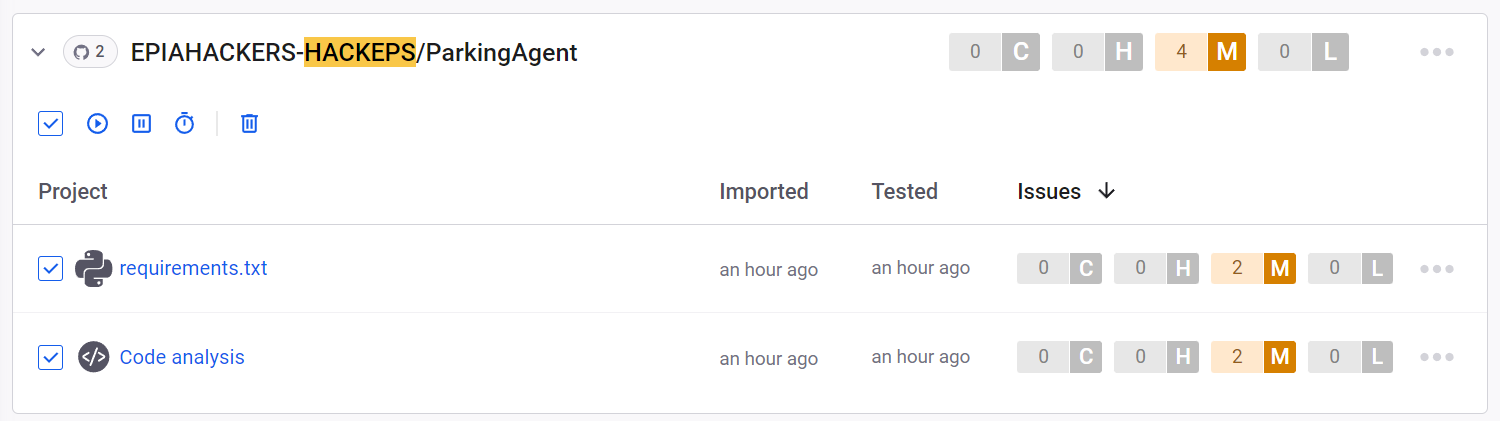 2 EPIAHACKERS-HACKEPS/ParkingAgent 0 C 0 H 4 M 0 L
Project Imported Tested Issues
requirements.txt an hour ago an hour ago 0 C 0 H 2 M 0 L
Code analysis an hour ago an hour ago 0 C 0 H 2 M 0 L